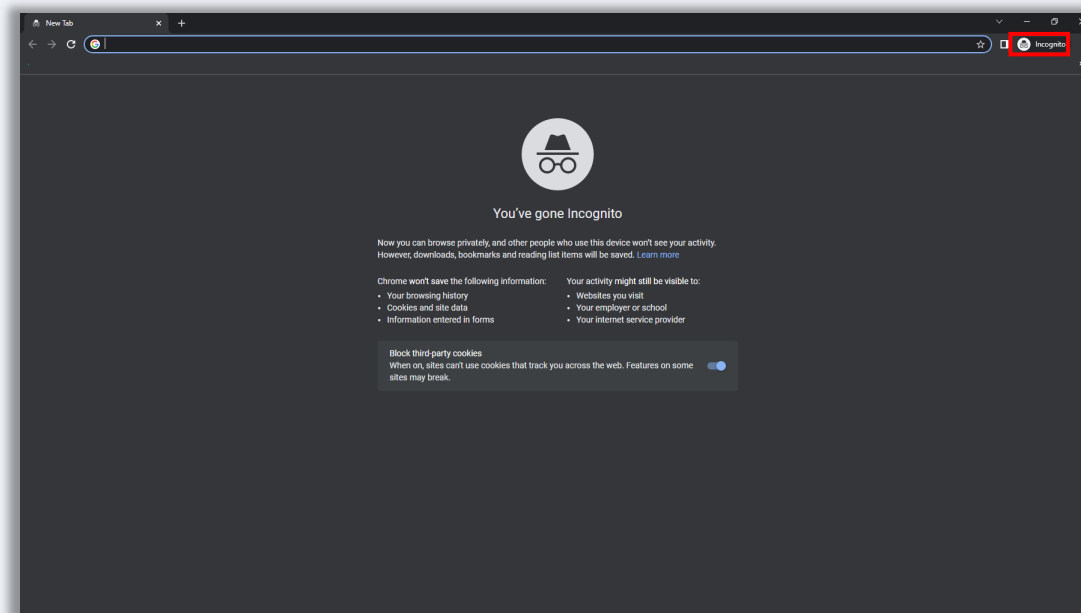 New Tab
Incognito
You've gone Incognito
Now you can browse privately, and other people who use this device won't see your activity.
However, downloads, bookmarks and reading list items will be saved. Learn more
Chrome won't save the following information:
• Your browsing history
• Cookies and site data
• Information entered in forms
Your activity might still be visible to:
• Websites you visit
• Your employer or school
• Your internet service provider
Block third-party cookies
When on, sites can't use cookies that track you across the web. Features on some
sites may break.